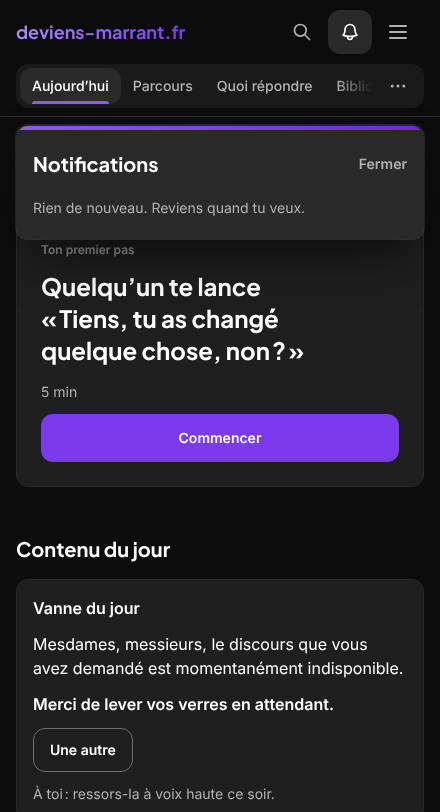 deviens-marrant.fr
Aujourd’hui
Parcours
Quoi répondre
Notifications
Fermer
Rien de nouveau. Reviens quand tu veux.
Ton premier pas
Quelqu’un te lance
« Tiens, tu as changé
quelque chose, non ? »
5 min
Commencer
Contenu du jour
Vanne du jour
Mesdames, messieurs, le discours que vous
avez demandé est momentanément indisponible.
Merci de lever vos verres en attendant.
Une autre
À toi : ressors-la à voix haute ce soir.